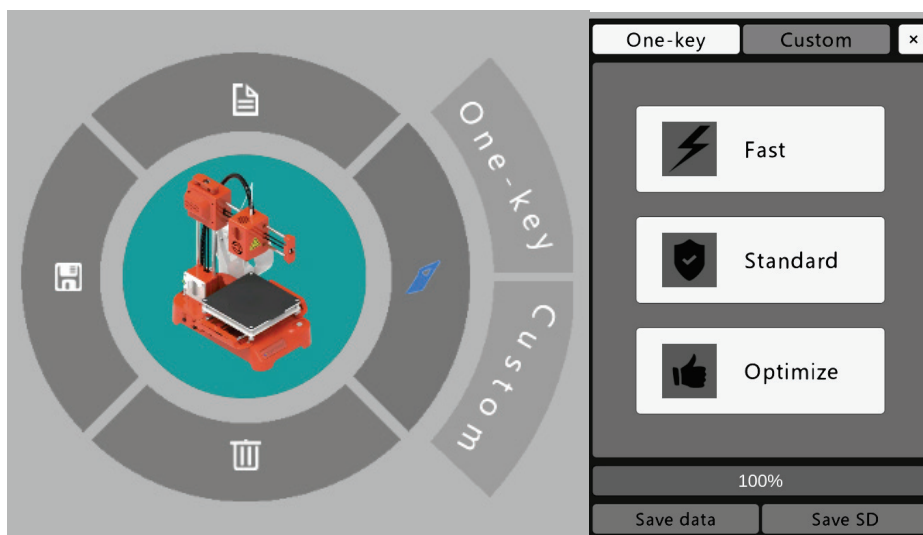 One-key
Custom
One-key Custom ×
Fast
Standard
Optimize
100%
Save data Save SD